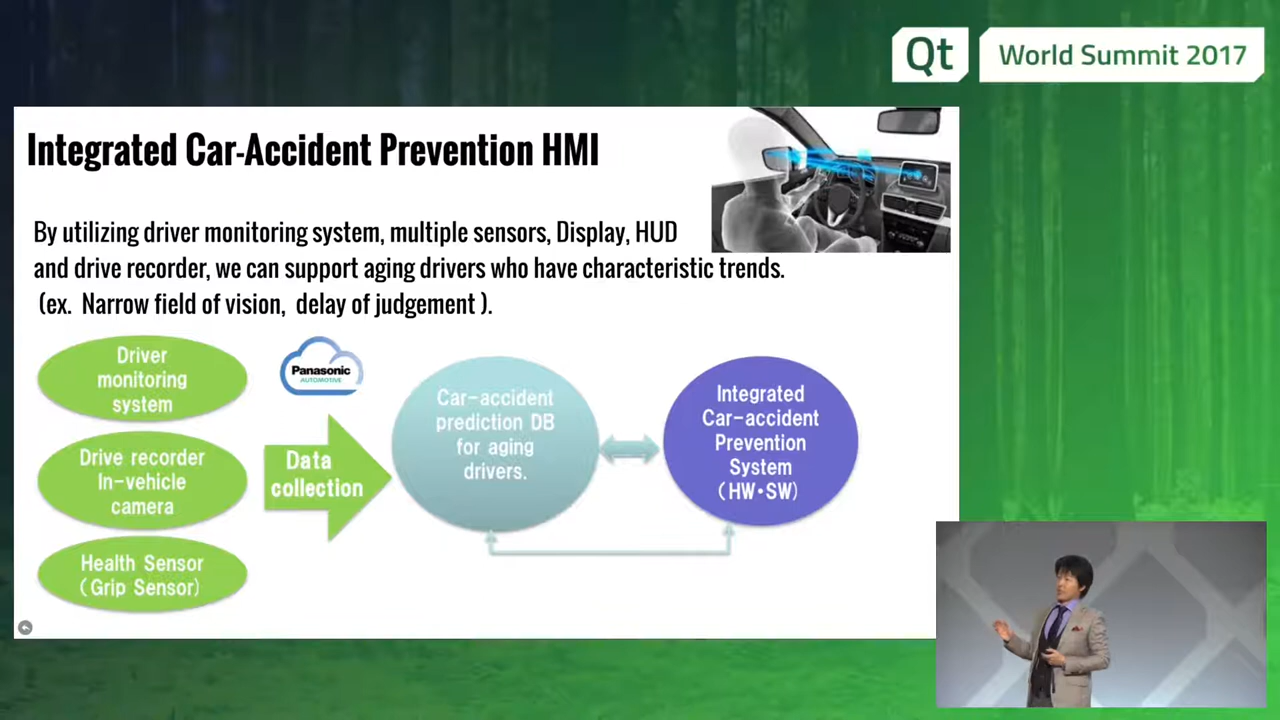 Qt
World Summit 2017
Integrated Car-Accident Prevention HMI
By utilizing driver monitoring system, multiple sensors, Display, HUD
and drive recorder, we can support aging drivers who have characteristic trends.
(ex. Narrow field of vision, delay of judgement ).
Driver
monitoring
system
Drive recorder
In-vehicle
camera
Health Sensor
(Grip Sensor)
Panasonic
AUTOMOTIVE
Data
collection
Car-accident
prediction DB
for aging
drivers.
Integrated
Car-accident
Prevention
System
(HW・SW)